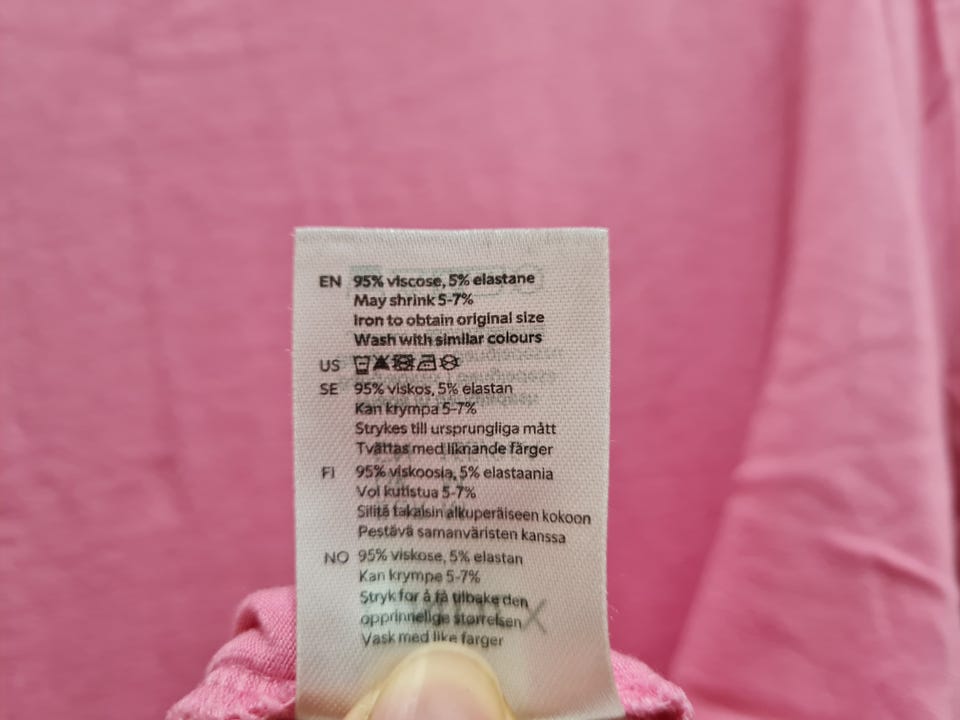 EN 95% viscose, 5% elastane
May shrink 5-7%
Iron to obtain original size
Wash with similar colours
US
SE 95% viskos, 5% elastan
Kan krympa 5-7%
Strykes till ursprungliga mått
Tvättas med liknande färger
FI 95% viskoosia, 5% elastaania
Voi kutistua 5-7%
Silitä takaisin alkuperäiseen kokoon
Pestävä samanväristen kanssa
NO 95% viskose, 5% elastan
Kan krympe 5-7%
Stryk for å få tilbake den
opprinnelige størrelsen
Vask med like farger